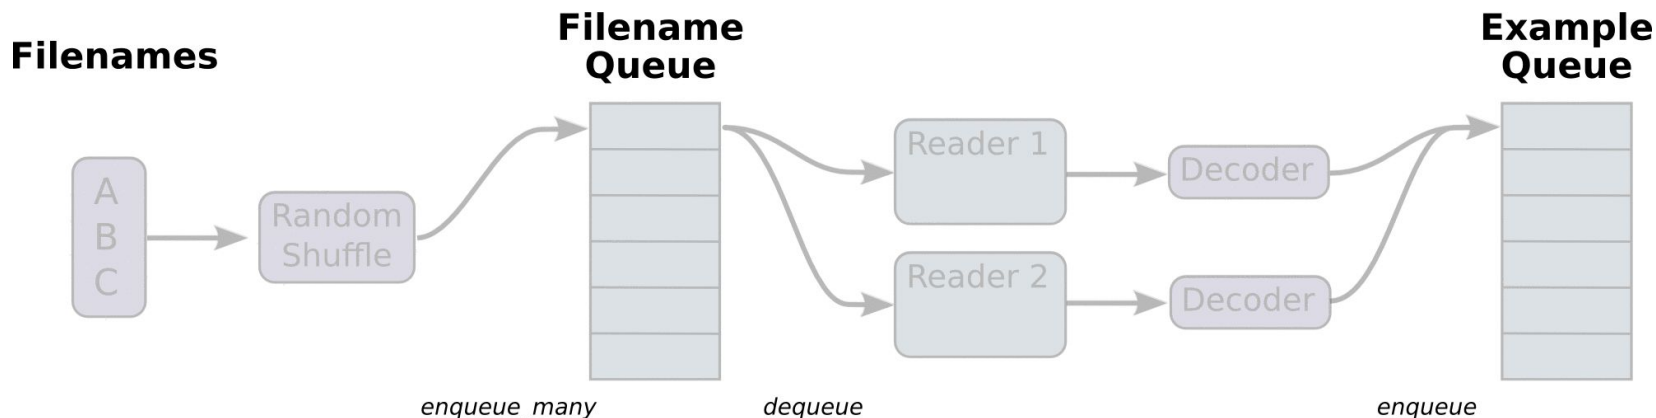 Filenames
Filename
Queue
Example
Queue
A
B
C
Random
Shuffle
Reader 1
Decoder
Reader 2
Decoder
enqueue many
dequeue
enqueue